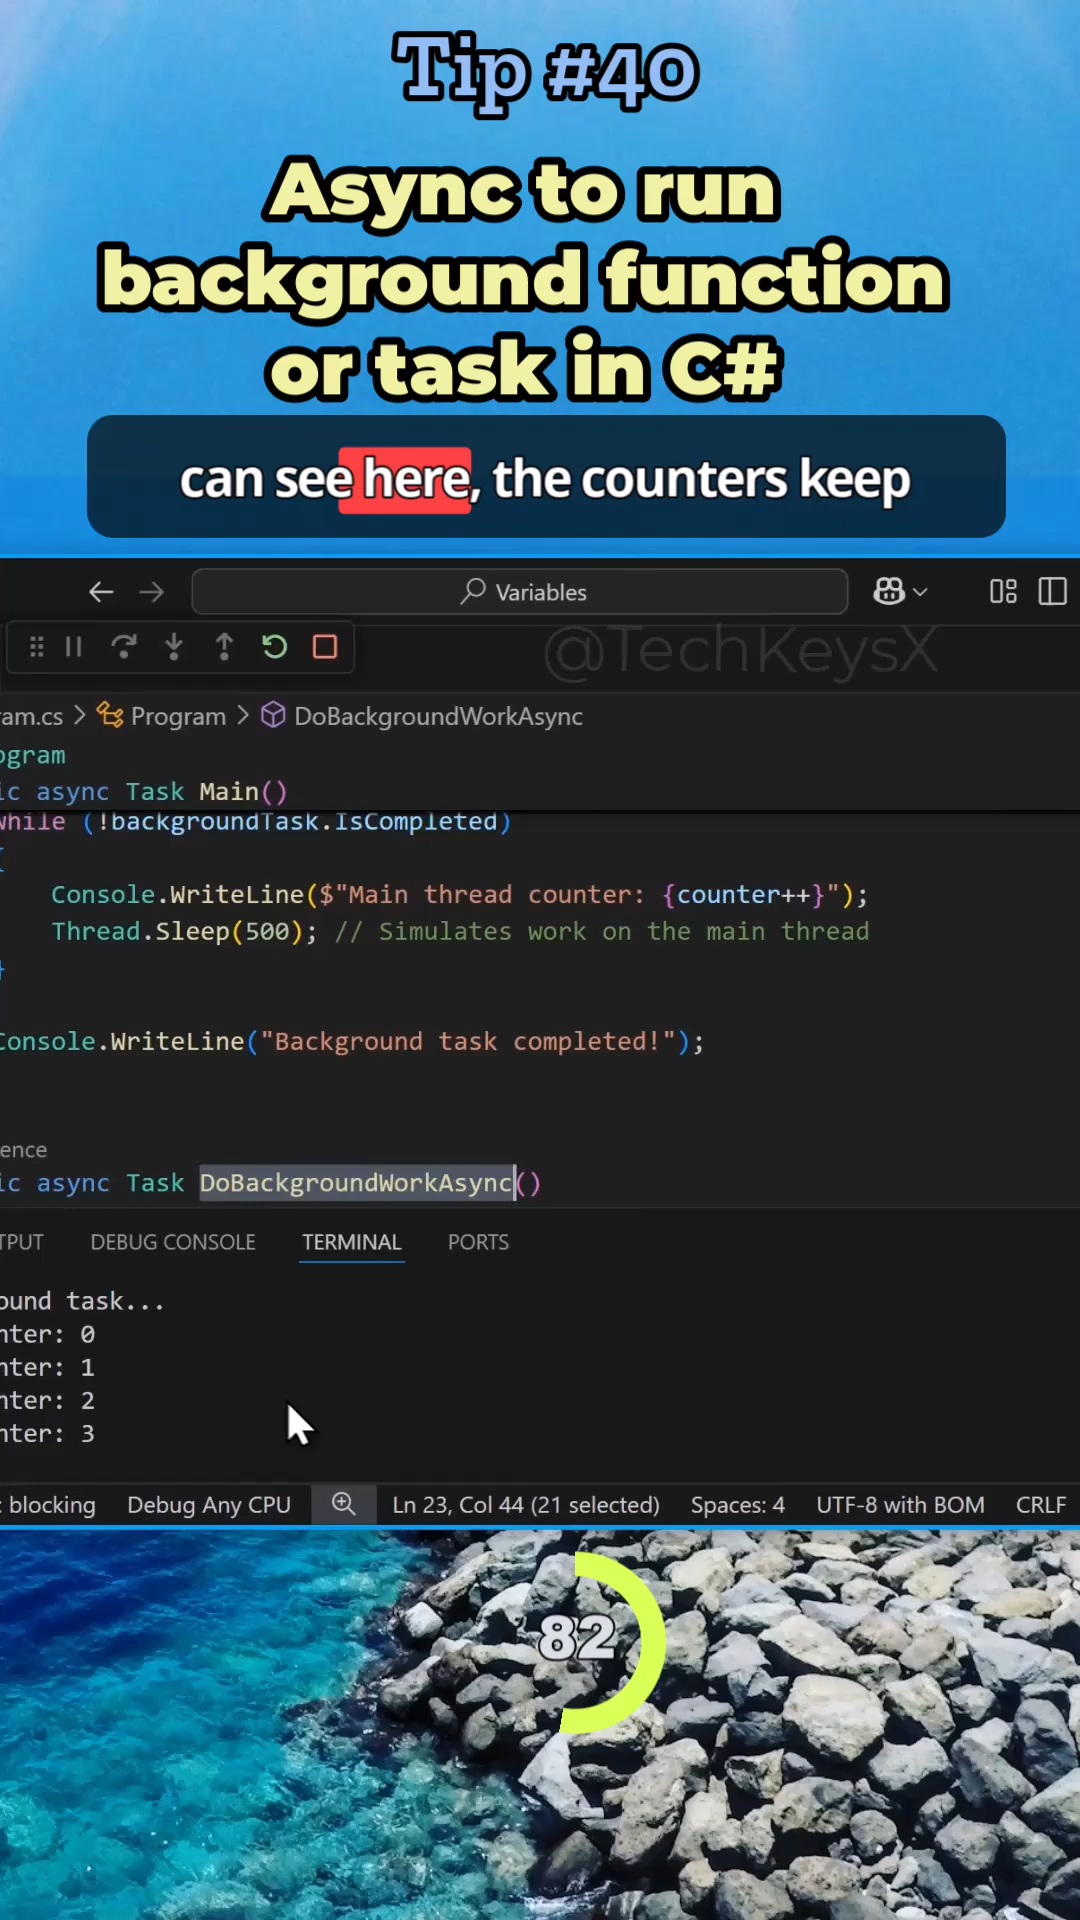 Tip #40
Async to run
background function
or task in C#
can see here, the counters keep
Variables
@TechKeysX
am.cs > Program > DoBackgroundWorkAsync
ogram
ic async Task Main()
while (!backgroundTask.IsCompleted)
{
Console.WriteLine($"Main thread counter: {counter++}");
Thread.Sleep(500); // Simulates work on the main thread
}
Console.WriteLine("Background task completed!");
ence
ic async Task DoBackgroundWorkAsync()
TPUT DEBUG CONSOLE TERMINAL PORTS
ound task...
nter: 0
nter: 1
nter: 2
nter: 3
: blocking Debug Any CPU Ln 23, Col 44 (21 selected) Spaces: 4 UTF-8 with BOM CRLF
82